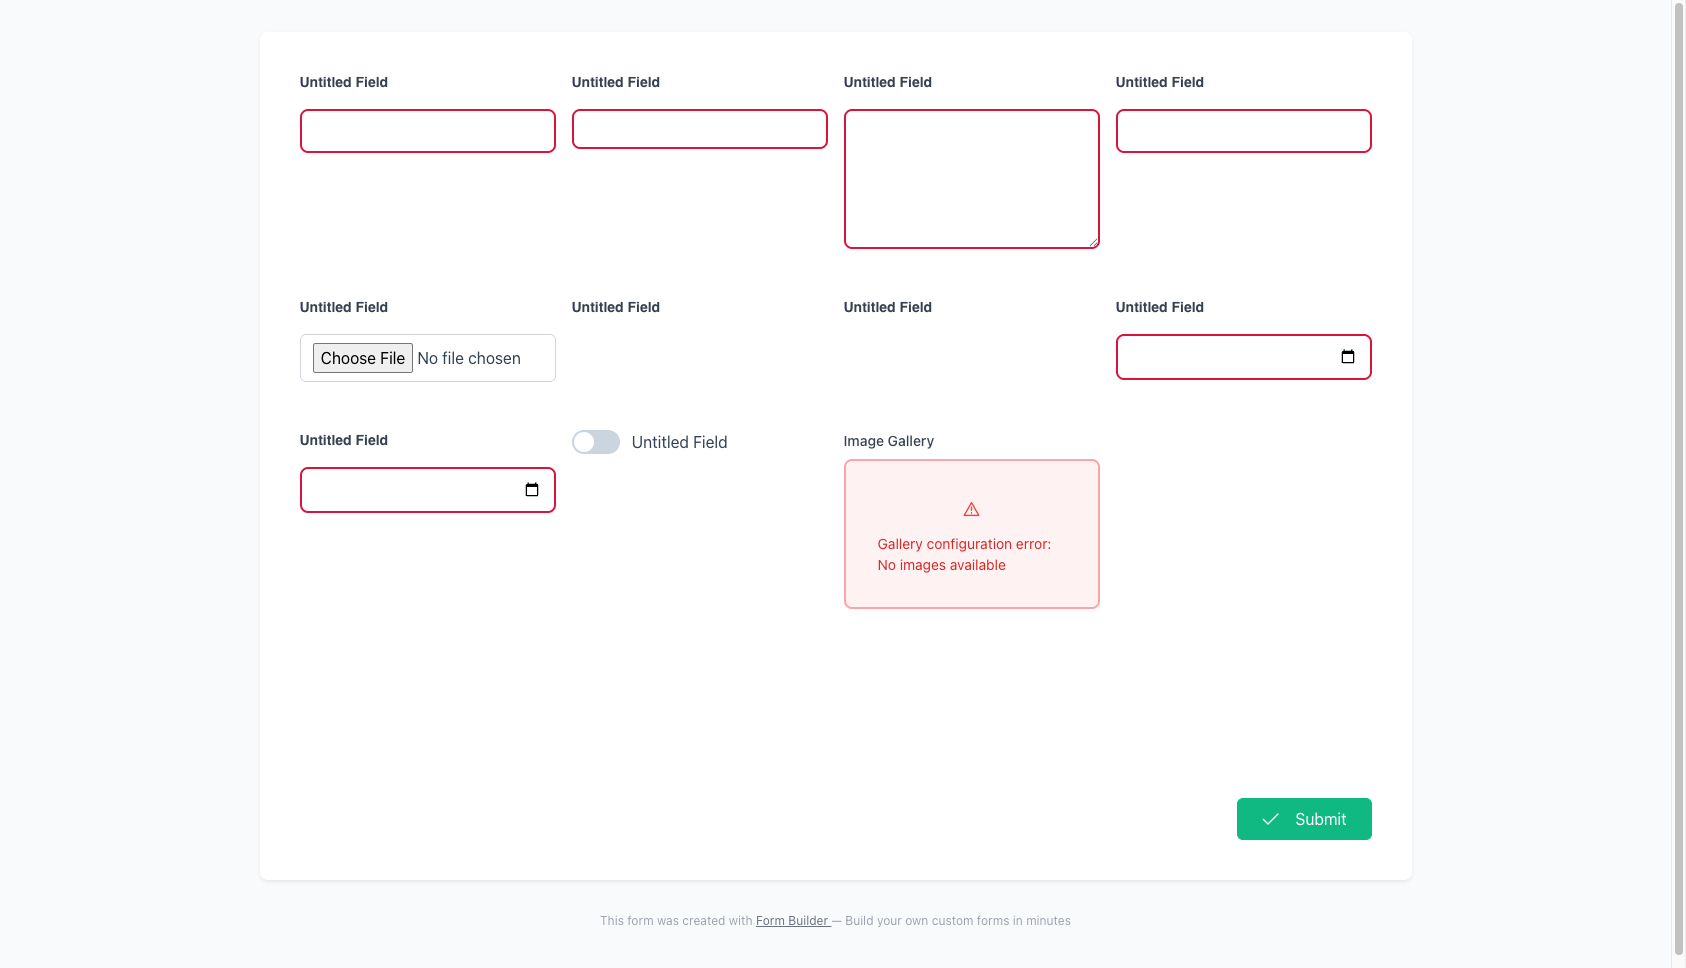 Untitled Field
Untitled Field
Untitled Field
Untitled Field
Untitled Field
Untitled Field
Untitled Field
Untitled Field
Choose File No file chosen
Untitled Field
Untitled Field
Image Gallery
Gallery configuration error:
No images available
Submit
This form was created with Form Builder — Build your own custom forms in minutes